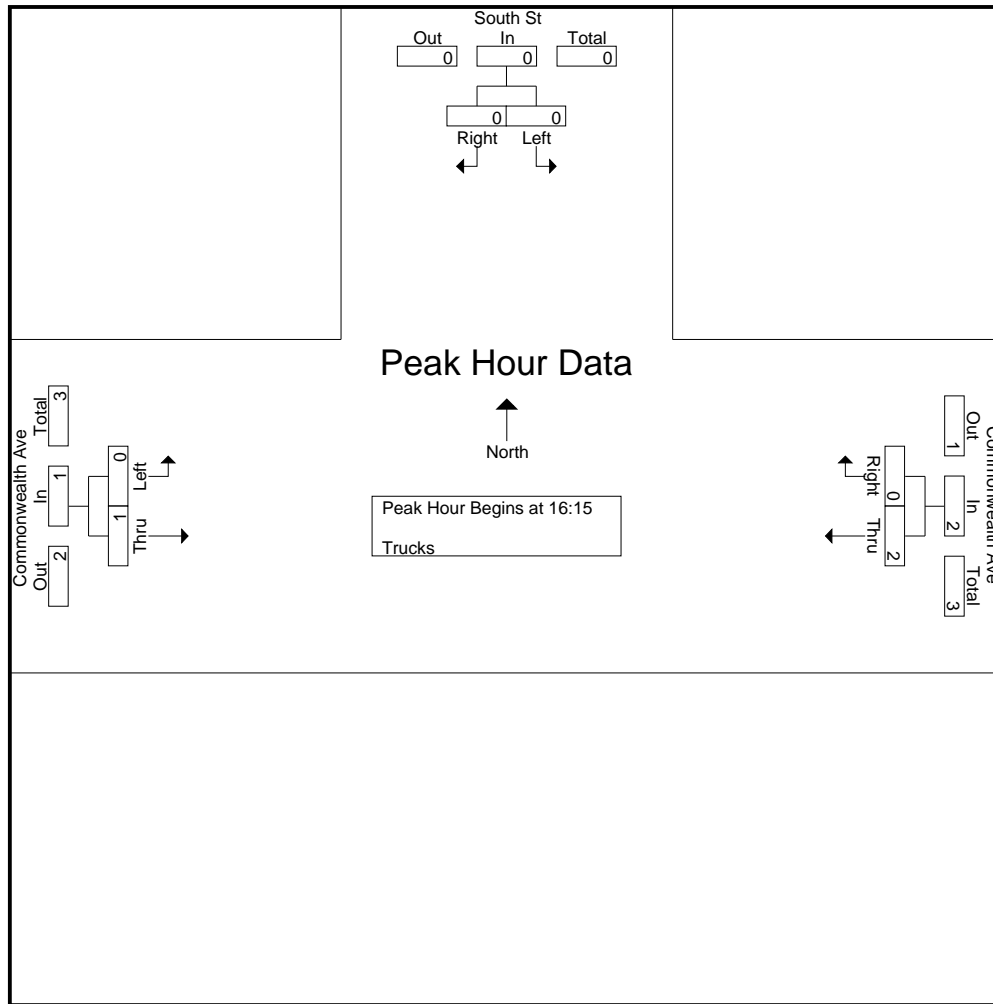 South St
Out In Total
0 0 0
0 0
Right Left
Peak Hour Data
North
Peak Hour Begins at 16:15
Trucks
Commonwealth Ave
Total In Out
3 1 2
0 1
Left Thru
Commonwealth Ave
Out In Total
1 2 3
0 2
Right Thru